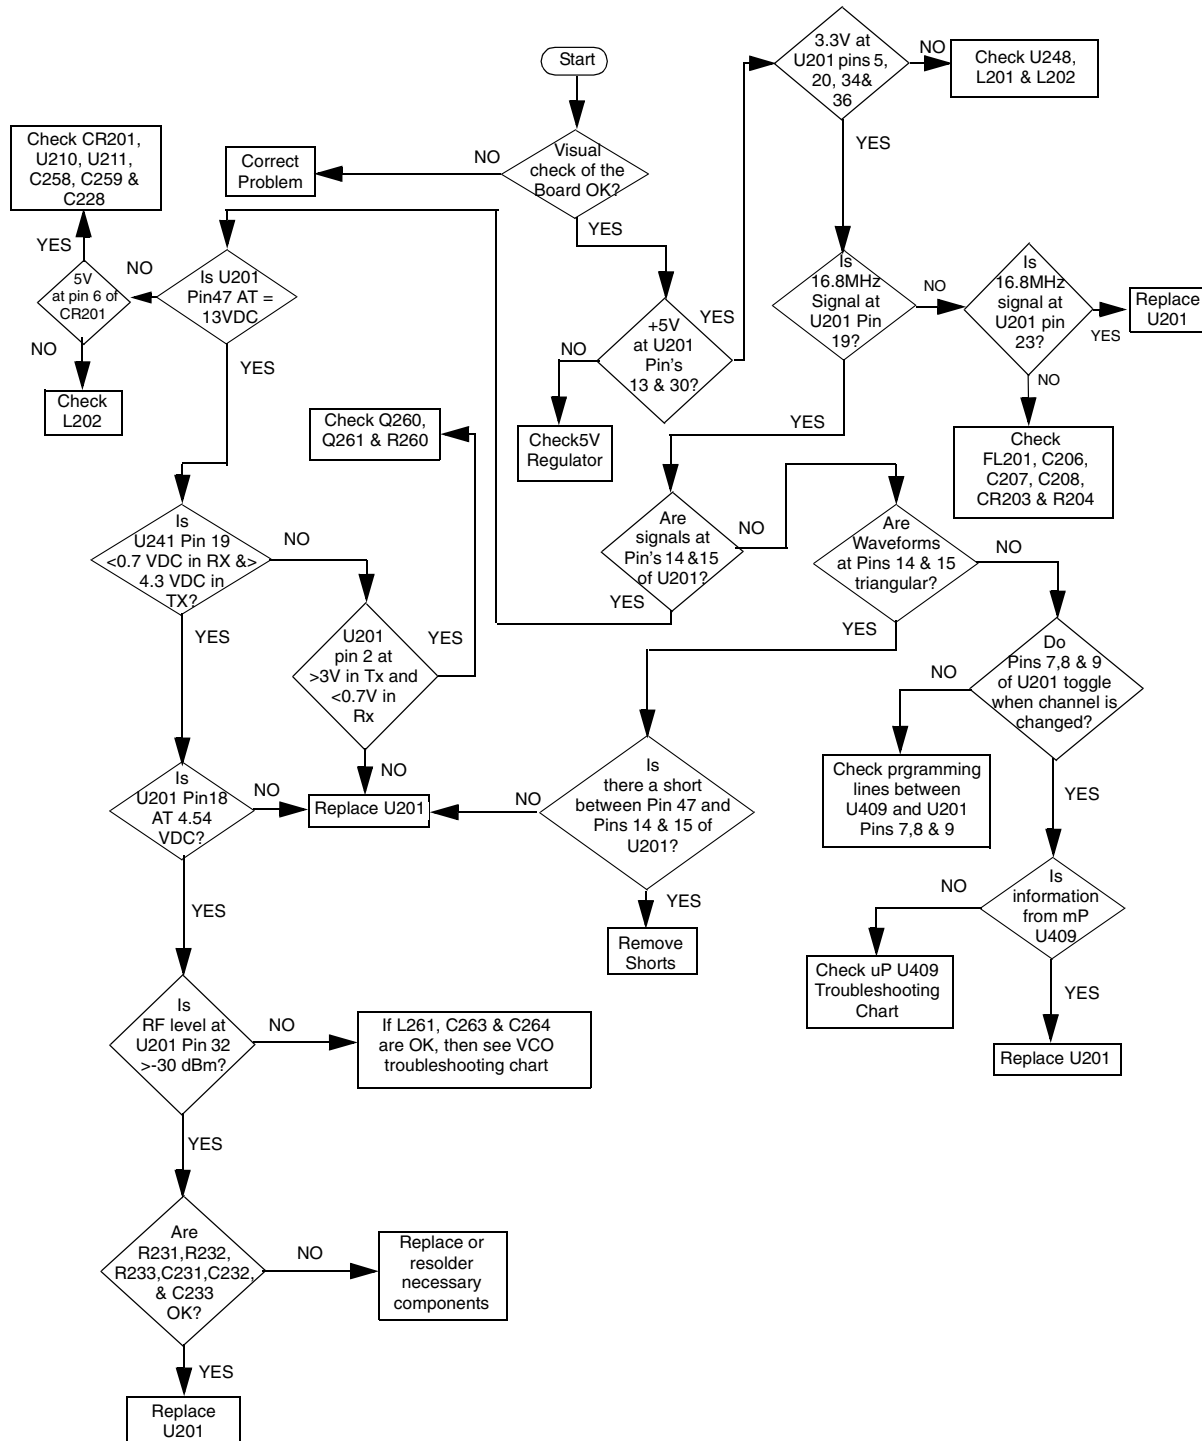 Start
Visual
check of the
Board OK?
NO
Correct
Problem
YES
+5V
at U201
Pin's
13 & 30?
NO
Check5V
Regulator
YES
3.3V at
U201 pins 5,
20, 34&
36
NO
Check U248,
L201 & L202
YES
Is
16.8MHz
Signal at
U201 Pin
19?
NO
Is
16.8MHz
signal at
U201 pin
23?
YES
Replace
U201
NO
Check
FL201, C206,
C207, C208,
CR203 & R204
YES
Are
signals at
Pin's 14 &15
of U201?
NO
Are
Waveforms
at Pins 14 & 15
triangular?
NO
Do
Pins 7,8 & 9
of U201 toggle
when channel is
changed?
NO
Check prgramming
lines between
U409 and U201
Pins 7,8 & 9
YES
Is
information
from mP
U409
NO
Check uP U409
Troubleshooting
Chart
YES
Replace U201
YES
Is
there a short
between Pin 47 and
Pins 14 & 15 of
U201?
NO
Replace U201
YES
Remove
Shorts
YES
Is U201
Pin47 AT =
13VDC
NO
5V
at pin 6 of
CR201
YES
Check CR201,
U210, U211,
C258, C259 &
C228
NO
Check
L202
YES
Is
U241 Pin 19
<0.7 VDC in RX &>
4.3 VDC in
TX?
NO
U201
pin 2 at
>3V in Tx and
<0.7V in
Rx
YES
Check Q260,
Q261 & R260
NO
YES
Is
U201 Pin18
AT 4.54
VDC?
NO
YES
Is
RF level at
U201 Pin 32
>-30 dBm?
NO
If L261, C263 & C264
are OK, then see VCO
troubleshooting chart
YES
Are
R231,R232,
R233,C231,C232,
& C233
OK?
NO
Replace or
resolder
necessary
components
YES
Replace
U201